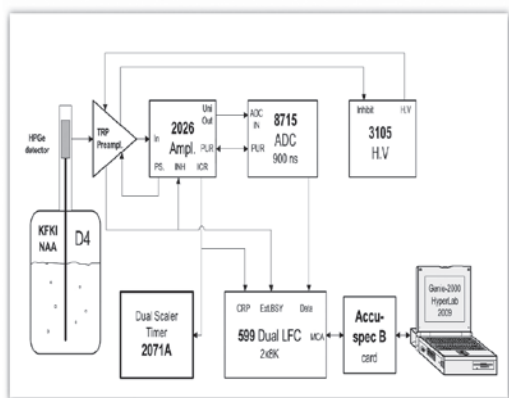 HPGe
detector
TRP
Preampl.
2026
Ampl.
Uni
Out
In
PUR
PS.
INH
ICR
ADC
IN
8715
ADC
PUR
900 ns
Inhibit
H.V
3105
H.V
KFKI
NAA
D4
Dual Scaler
Timer
2071A
CRP
Ext.BSY
Data
599 Dual LFC
MCA
2x8K
Accu-
spec B
card
Genie-2000
HyperLab
2009